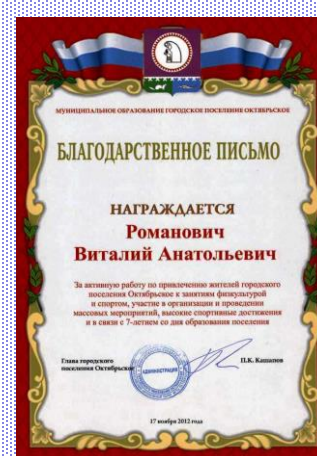 МУНИЦИПАЛЬНОЕ ОБРАЗОВАНИЕ ГОРОДСКОЕ ПОСЕЛЕНИЕ ОКТЯБРЬСКОЕ
БЛАГОДАРСТВЕННОЕ ПИСЬМО
НАГРАЖДАЕТСЯ
Романович
Виталий Анатольевич
За активную работу по привлечению жителей городского
поселения Октябрьское к занятиям физкультурой
и спортом, участие в организации и проведении
массовых мероприятий, высокие спортивные достижения
и в связи с 7-летием со дня образования поселения
Глава городского
поселения Октябрьское
АДМИНИСТРАЦИЯ
П.К.
17 ноября 2012 года